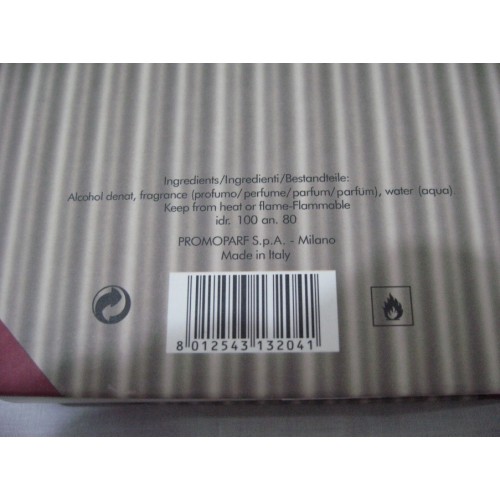 Ingredients/Ingredienti/Bestandteile:
Alcohol denat, fragrance (profumo/perfume/parfum/parfüm), water (aqua)
Keep from heat or flame-Flammable
idr. 100 an. 80
PROMOPARF S.p.A. - Milano
Made in Italy
8 012543 132041